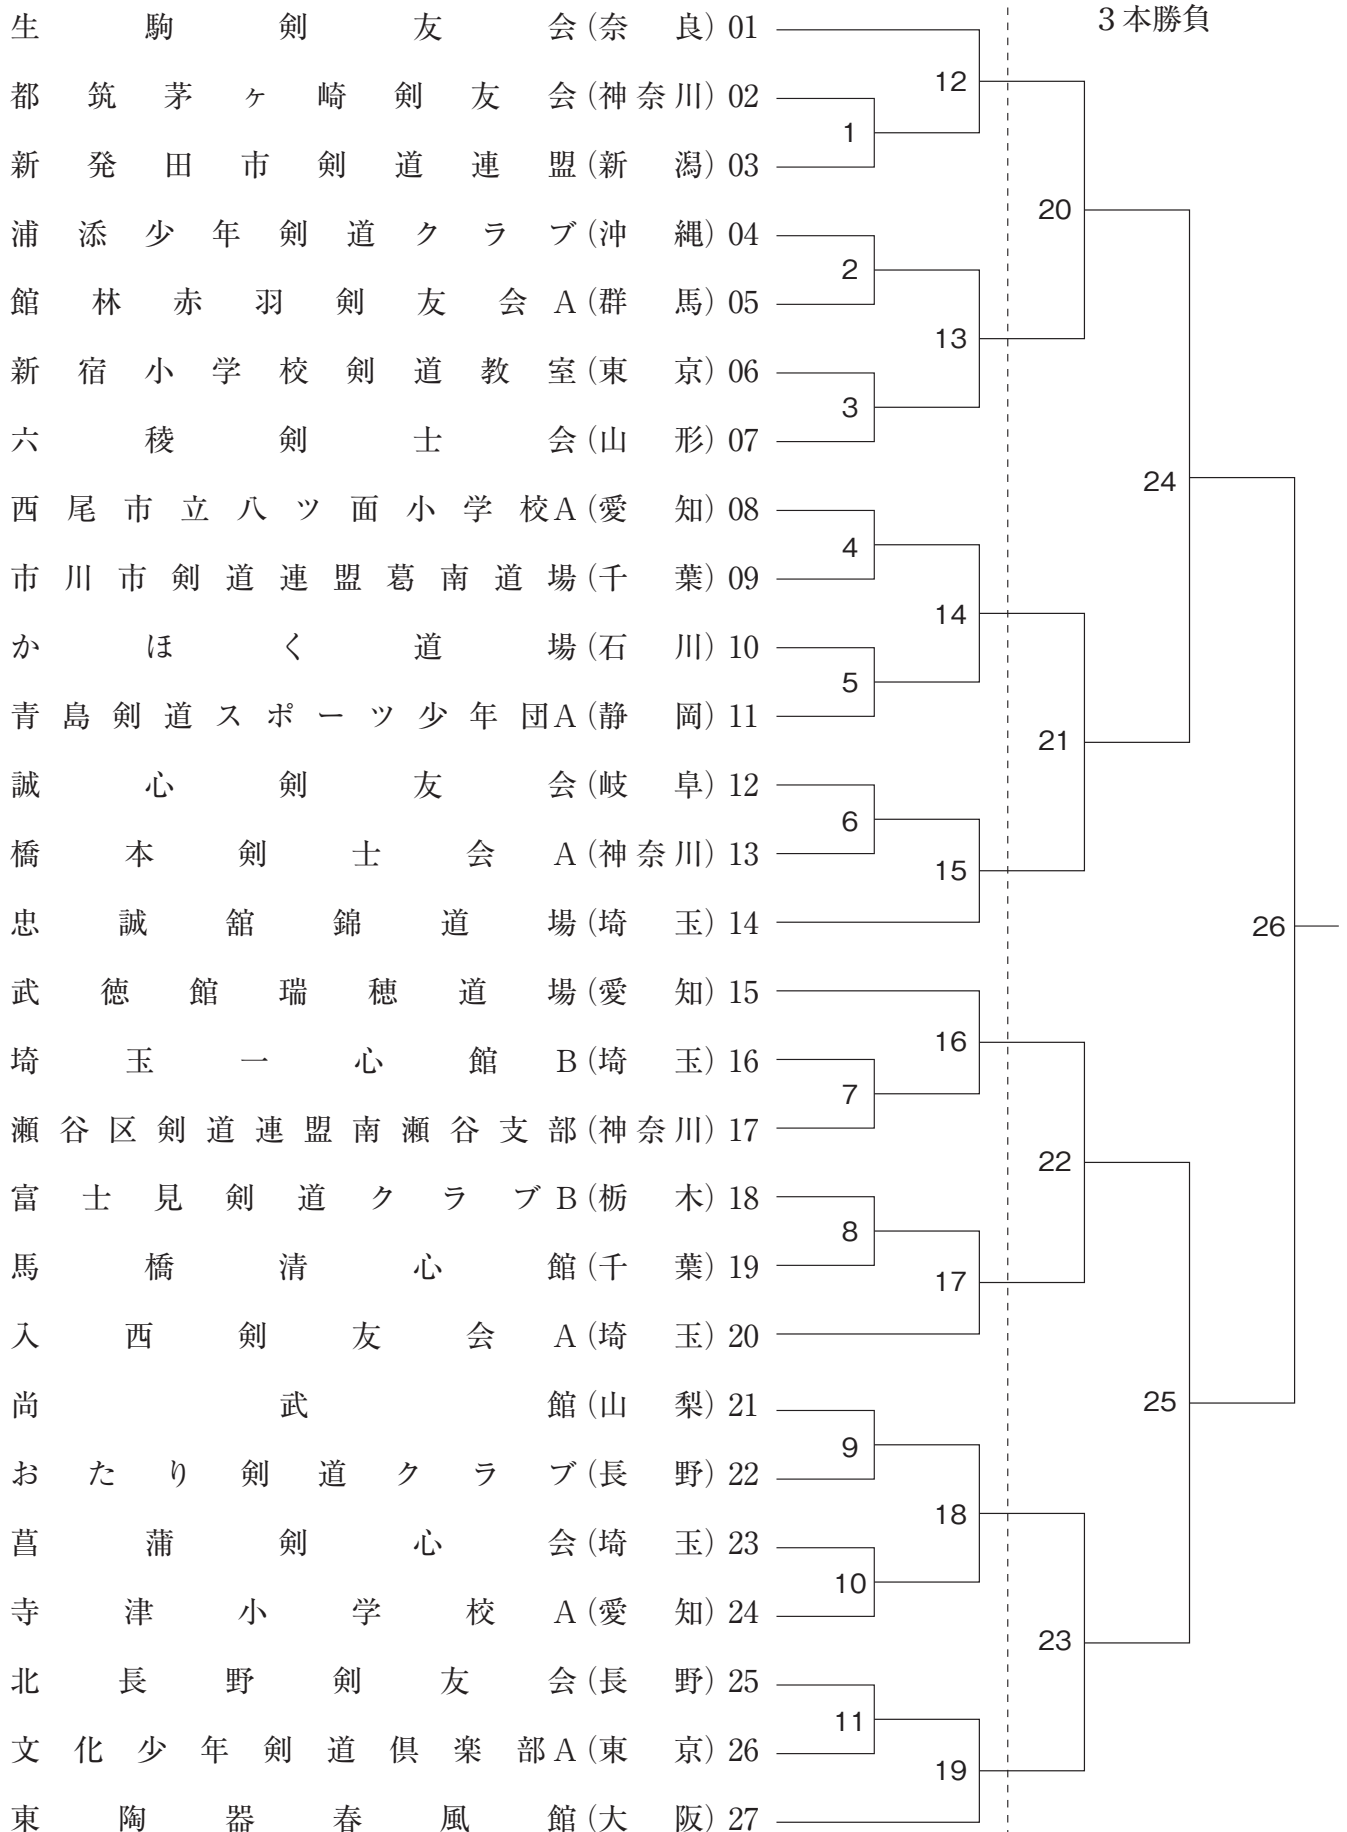 3本勝負
生駒剣友会(奈良)01
都筑茅ヶ崎剣友会(神奈川)02
新発田市剣道連盟(新潟)03
浦添少年剣道クラブ(沖縄)04
館林赤羽剣友会A(群馬)05
新宿小学校剣道教室(東京)06
六稜剣士会(山形)07
西尾市立八ツ面小学校A(愛知)08
市川市剣道連盟葛南道場(千葉)09
かほく道場(石川)10
青島剣道スポーツ少年団A(静岡)11
誠心剣友会(岐阜)12
橋本剣士会A(神奈川)13
忠誠舘錦道場(埼玉)14
武徳館瑞穂道場(愛知)15
埼玉一心館B(埼玉)16
瀬谷区剣道連盟南瀬谷支部(神奈川)17
富士見剣道クラブB(栃木)18
馬橋清心館(千葉)19
入西剣友会A(埼玉)20
尚武館(山梨)21
おたり剣道クラブ(長野)22
菖蒲剣心会(埼玉)23
寺津小学校A(愛知)24
北長野剣友会(長野)25
文化少年剣道倶楽部A(東京)26
東陶器春風館(大阪)27
1
2
3
4
5
6
7
8
9
10
11
12
13
14
15
16
17
18
19
20
21
22
23
24
25
26